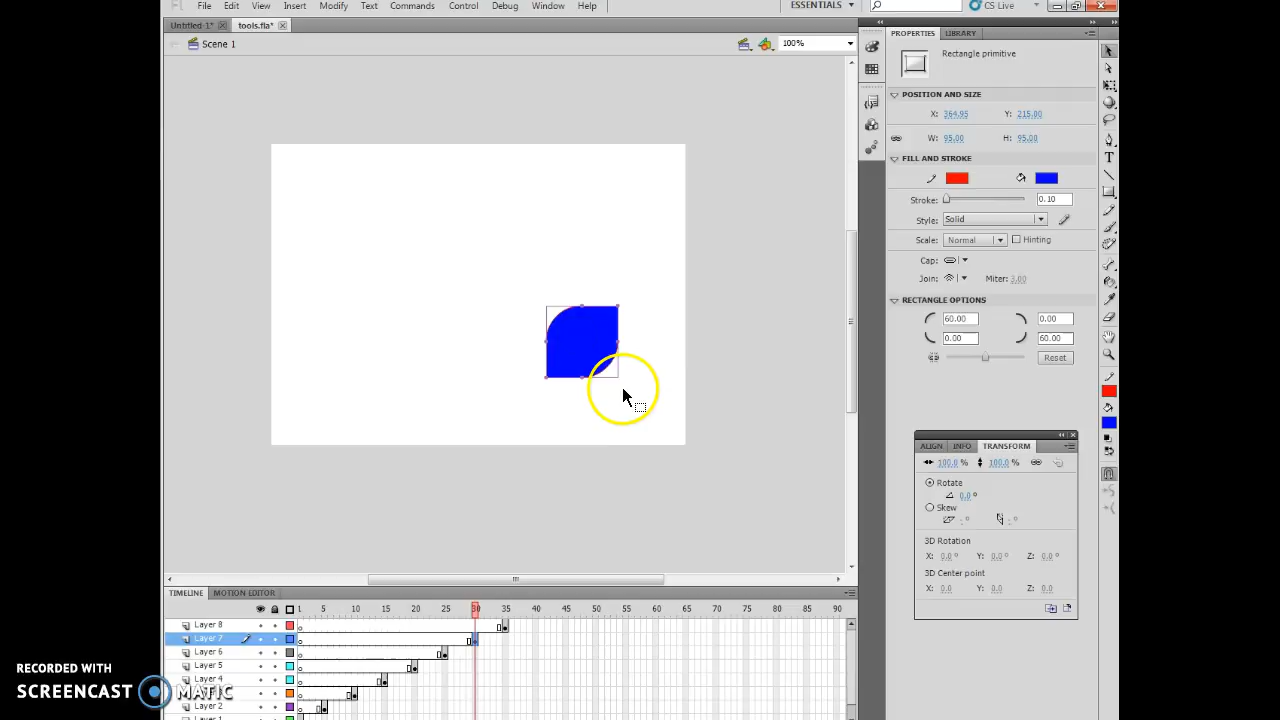 Fl File Edit View Insert Modify Text Commands Control Debug Window Help ESSENTIALS CS Live
Untitled-1* tools.fla* PROPERTIES LIBRARY
Scene 1 100%
Rectangle primitive
POSITION AND SIZE
X: 364.95 Y: 215.00
W: 95.00 H: 95.00
FILL AND STROKE
Stroke: 0.10
Style: Solid
Scale: Normal Hinting
Cap:
Join: Miter: 3.00
RECTANGLE OPTIONS
60.00 0.00
0.00 60.00
Reset
ALIGN INFO TRANSFORM
100.0 % 100.0 %
Rotate
0.0 °
Skew
- ° - °
3D Rotation
X: 0.0 ° Y: 0.0 ° Z: 0.0 °
3D Center point
X: 0.0 Y: 0.0 Z: 0.0
TIMELINE MOTION EDITOR
1 5 10 15 20 25 30 35 40 45 50 55 60 65 70 75 80 85 90
Layer 8
Layer 7
Layer 6
Layer 5
Layer 4
Layer 2
Layer 1
RECORDED WITH
SCREENCAST MATIC